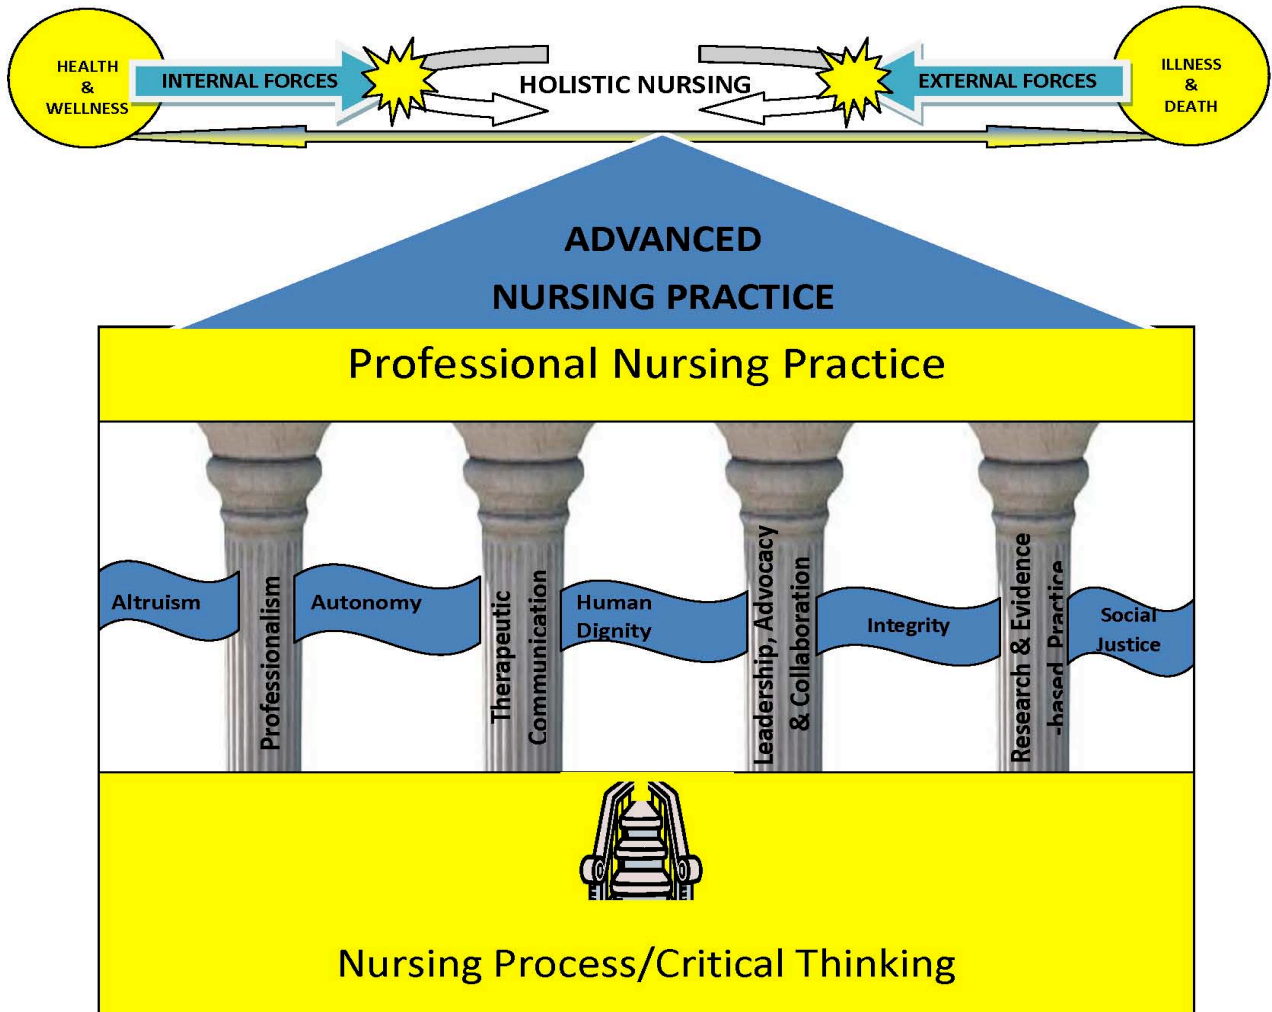 HEALTH
&
WELLNESS
INTERNAL FORCES
HOLISTIC NURSING
EXTERNAL FORCES
ILLNESS
&
DEATH
ADVANCED
NURSING PRACTICE
Professional Nursing Practice
Altruism
Professionalism
Autonomy
Therapeutic
Communication
Human
Dignity
Leadership, Advocacy
& Collaboration
Integrity
Research & Evidence
-based Practice
Social
Justice
Nursing Process/Critical Thinking